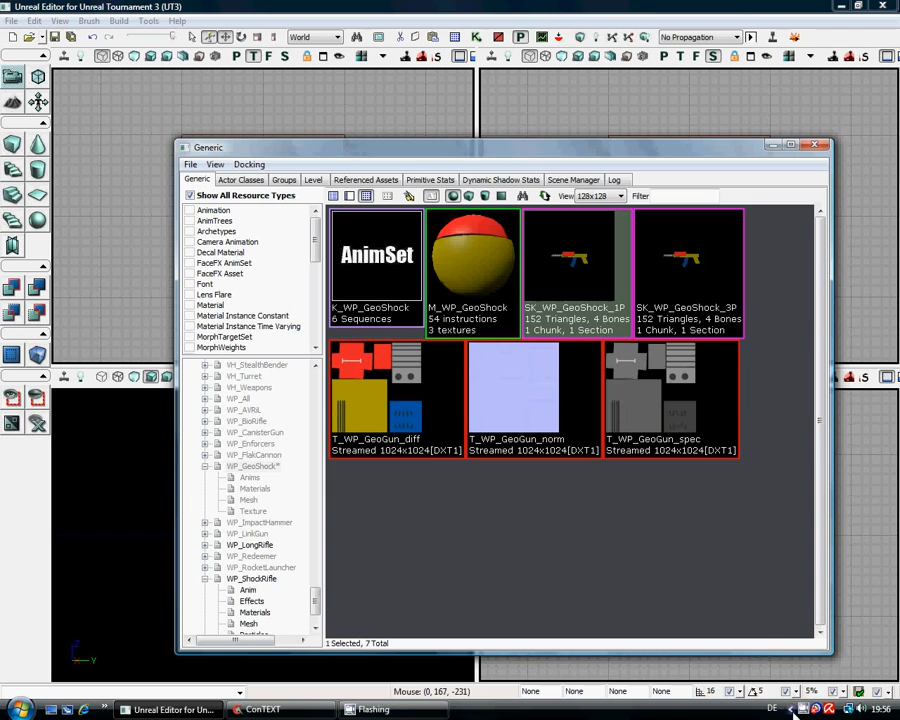 Unreal Editor for Unreal Tournament 3 (UT3)
File Edit View Brush Build Tools Help
World
No Propagation
P T F S
P T F S
Generic
File View Docking
Generic Actor Classes Groups Level Referenced Assets Primitive Stats Dynamic Shadow Stats Scene Manager Log
Show All Resource Types
View 128x128 Filter
Animation
AnimTrees
Archetypes
Camera Animation
Decal Material
FaceFX AnimSet
FaceFX Asset
Font
Lens Flare
Material
Material Instance Constant
Material Instance Time Varying
MorphTargetSet
MorphWeights
VH_StealthBender
VH_Turret
VH_Weapons
WP_All
WP_AVRiL
WP_BioRifle
WP_CanisterGun
WP_Enforcers
WP_FlakCannon
WP_GeoShock*
Anims
Materials
Mesh
Texture
WP_ImpactHammer
WP_LinkGun
WP_LongRifle
WP_Redeemer
WP_RocketLauncher
WP_ShockRifle
Anim
Effects
Materials
Mesh
AnimSet
K_WP_GeoShock
6 Sequences
M_WP_GeoShock
54 instructions
3 textures
SK_WP_GeoShock_1P
152 Triangles, 4 Bones
1 Chunk, 1 Section
SK_WP_GeoShock_3P
152 Triangles, 4 Bones
1 Chunk, 1 Section
T_WP_GeoGun_diff
Streamed 1024x1024[DXT1]
T_WP_GeoGun_norm
Streamed 1024x1024[DXT1]
T_WP_GeoGun_spec
Streamed 1024x1024[DXT1]
1 Selected, 7 Total
Z
Y
Mouse: (0, 167, -231) None None None None 16 5 5%
Unreal Editor for Un... ConTEXT Flashing DE 19:56